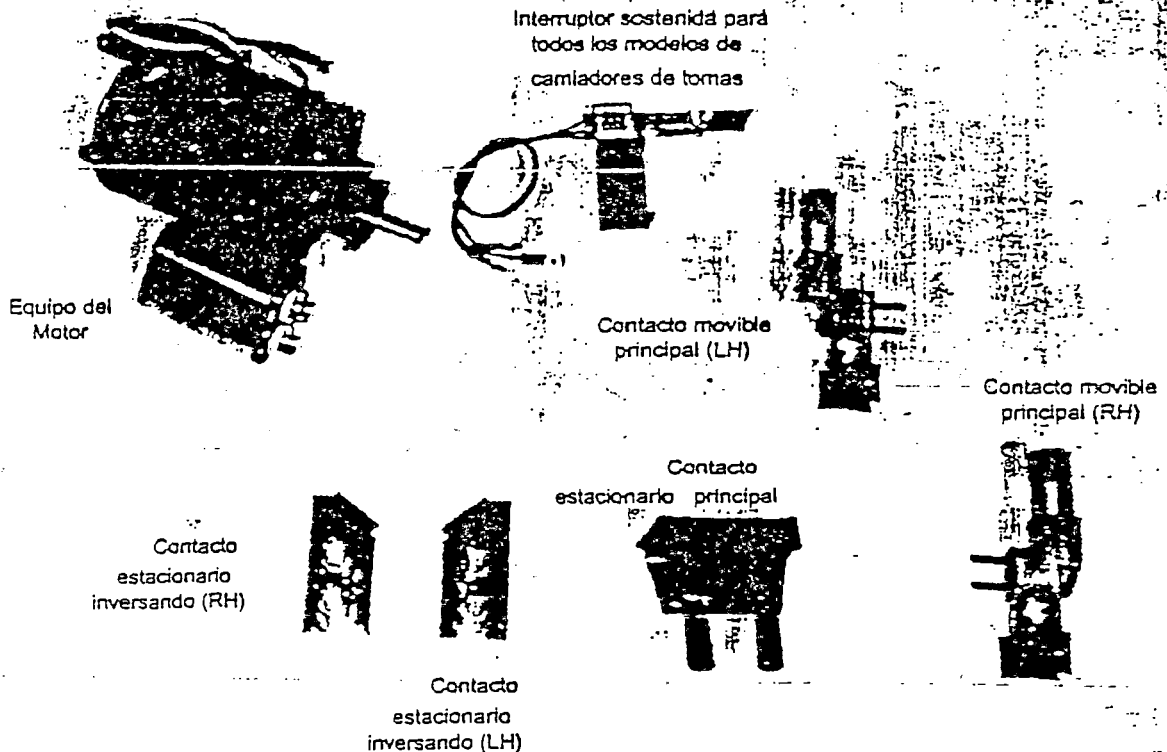 Interruptor sostenida pará
todos los modelos de
camiadores de tomas
Equipo del
Motor
Contacto movible
principal (LH)
Contacto movible
principal (RH)
Contacto
estacionario principal
Contacto
estacionario
inversando (RH)
Contacto
estacionario
inversando (LH)